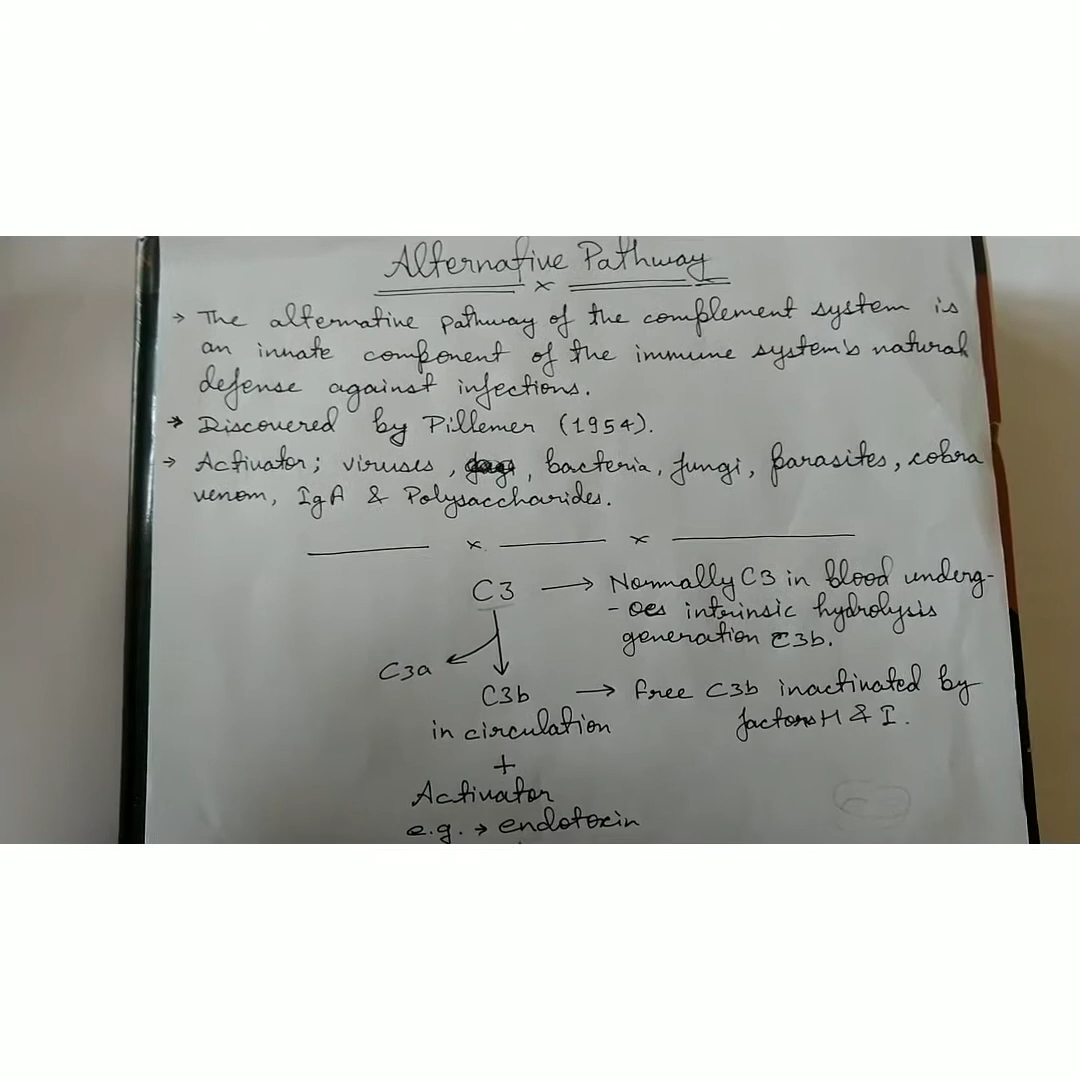 Alternative Pathway
x
→ The alternative pathway of the complement system is
an innate component of the immune system's natural
defense against infections.
→ Discovered by Pillemer (1954).
→ Activator; viruses, , bacteria, fungi, parasites, cobra
venom, IgA & Polysaccharides.
x x
C3 → Normally C3 in blood underg-
-oes intrinsic hydrolysis
generation C3b.
C3a
C3b → free C3b inactivated by
in circulation factors H & I.
+
Activator
e.g. → endotoxin